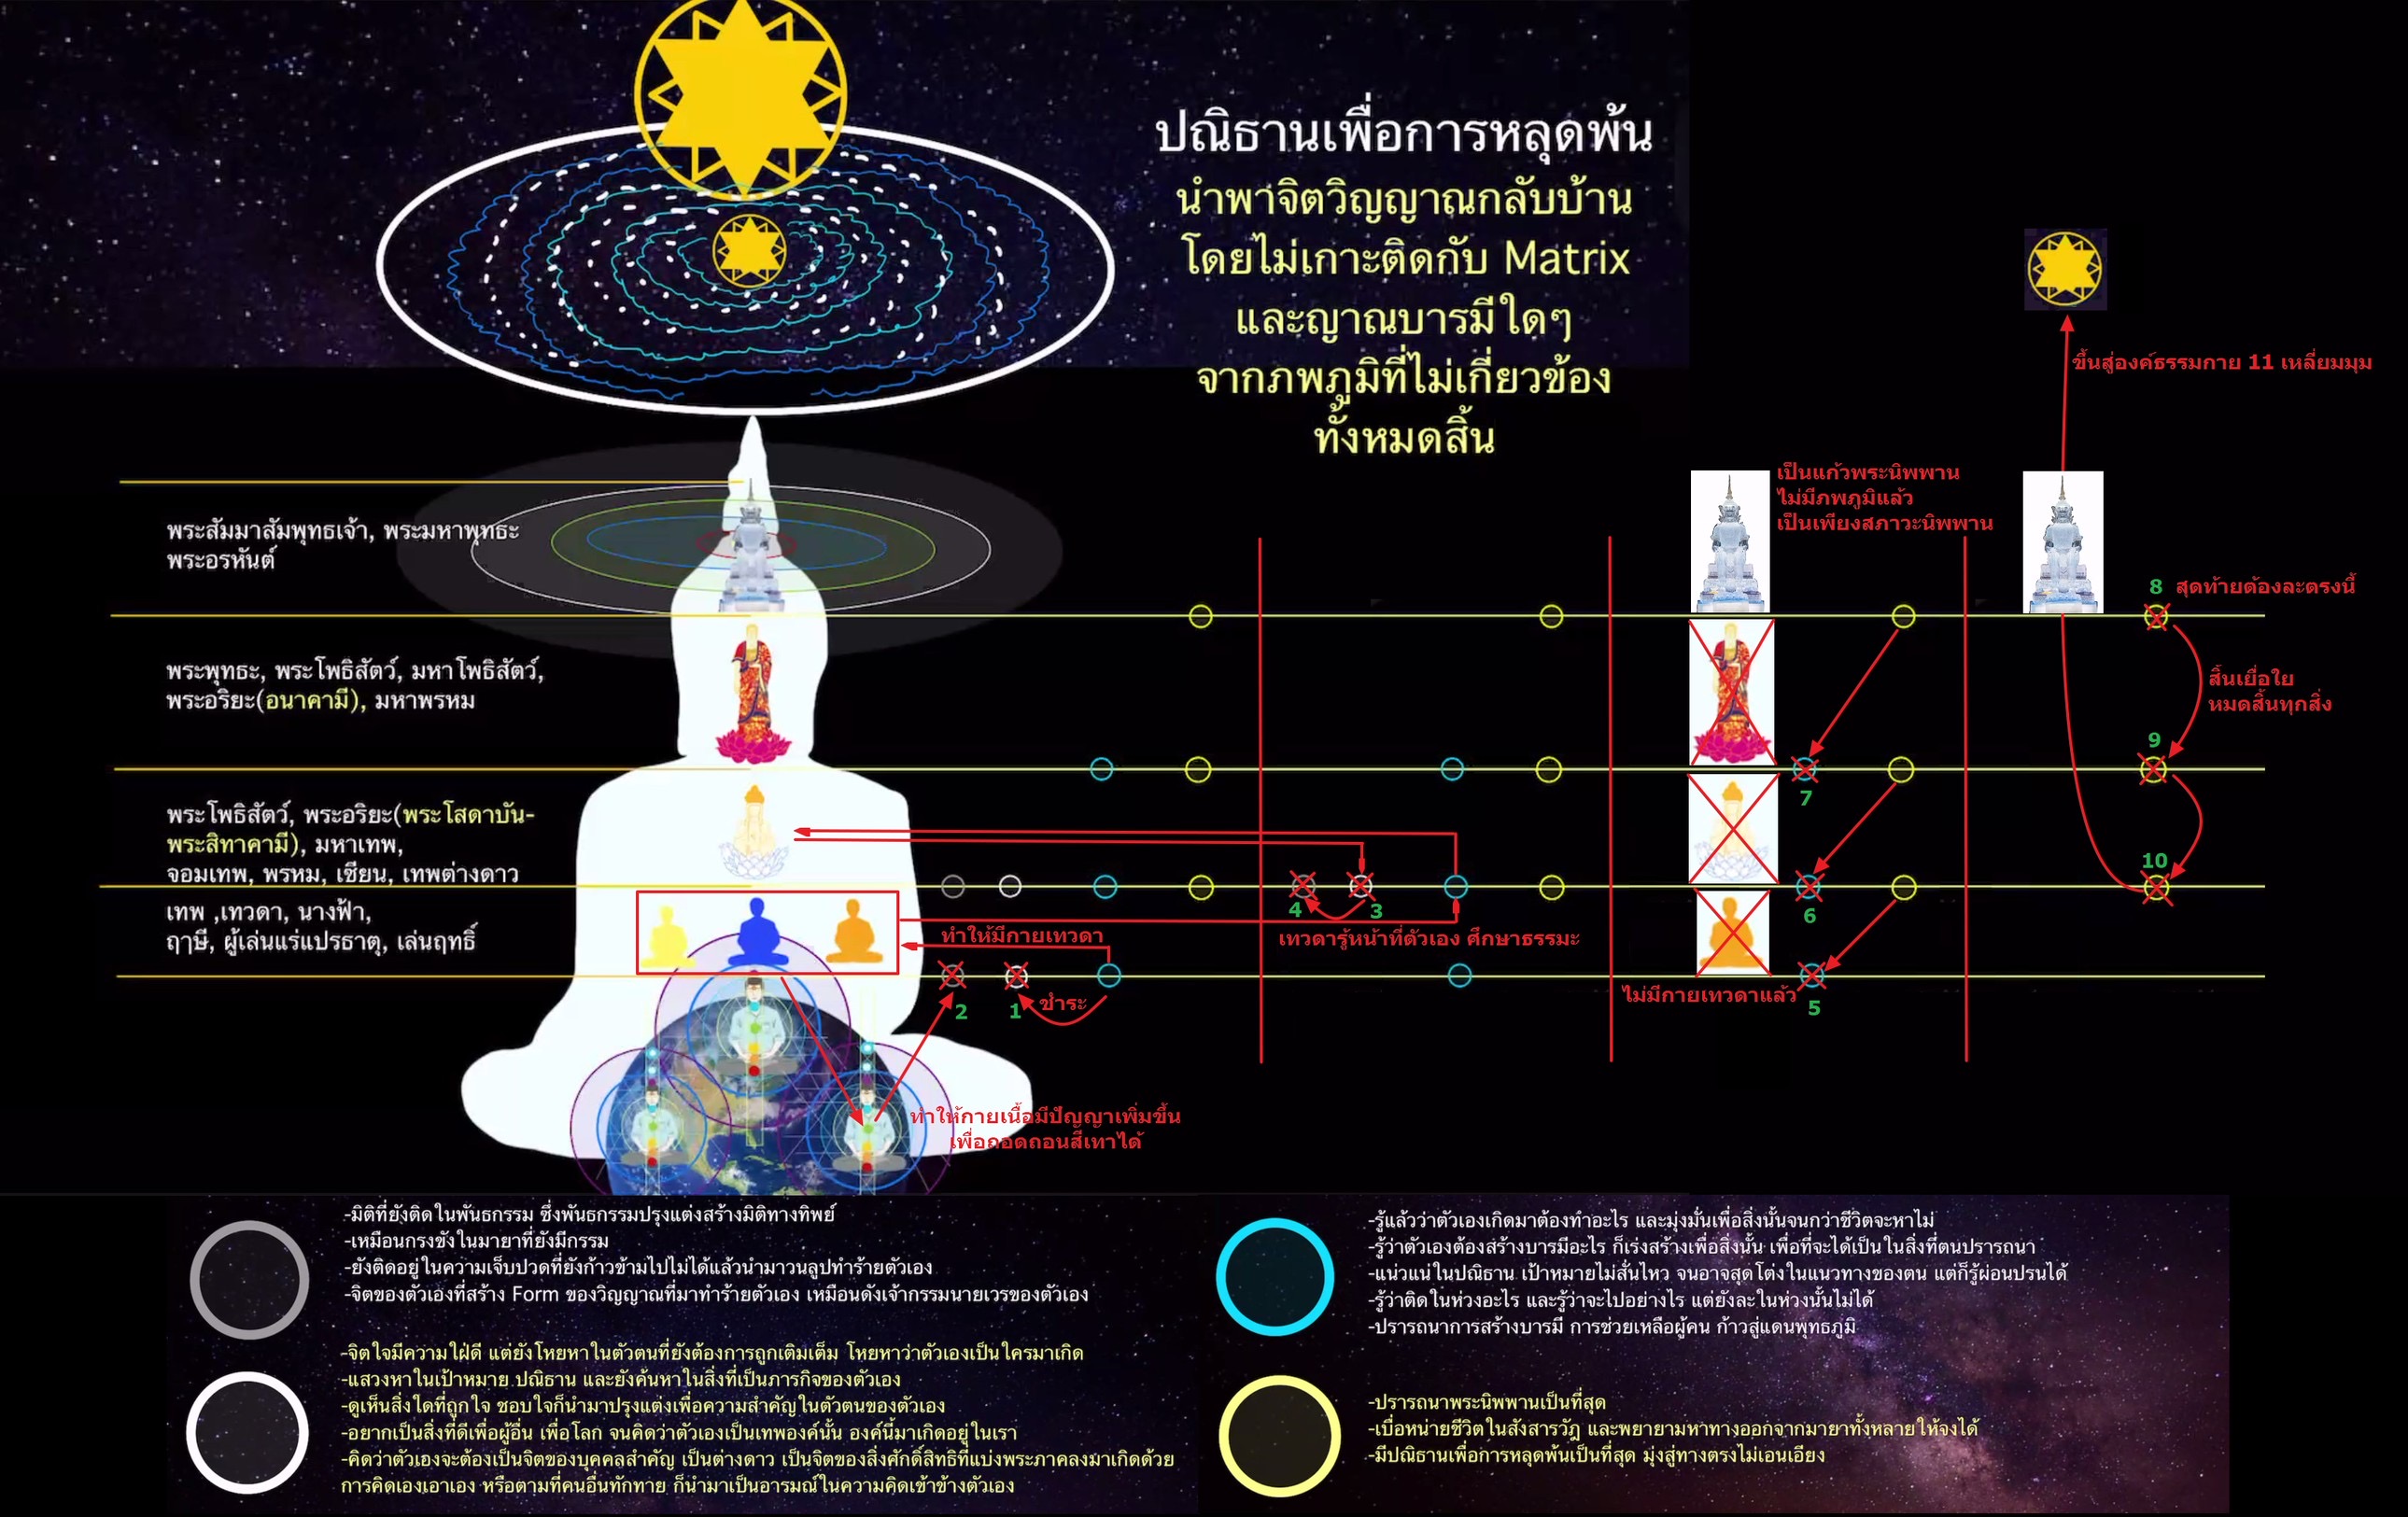 ปณิธานเพื่อการหลุดพ้น
นำพาจิตวิญญาณกลับบ้าน
โดยไม่เกาะติดกับ Matrix
และญาณบารมีใดๆ
จากภพภูมิที่ไม่เกี่ยวข้อง
ทั้งหมดสิ้น
ขึ้นสู่องค์ธรรมกาย 11 เหลี่ยมมุม
เป็นแก้วพระนิพพาน
ไม่มีภพภูมิแล้ว
เป็นเพียงสภาวะนิพพาน
พระสัมมาสัมพุทธเจ้า, พระมหาพุทธะ
พระอรหันต์
8 สุดท้ายต้องละตรงนี้
พระพุทธะ, พระโพธิสัตว์, มหาโพธิสัตว์,
พระอริยะ(อนาคามี), มหาพรหม
สิ้นเยื่อใย
หมดสิ้นทุกสิ่ง
9
7
พระโพธิสัตว์, พระอริยะ(พระโสดาบัน-
พระสิทาคามี), มหาเทพ,
จอมเทพ, พรหม, เซียน, เทพต่างดาว
10
4
3
6
เทพ ,เทวดา, นางฟ้า,
ฤาษี, ผู้เล่นแร่แปรธาตุ, เล่นฤทธิ์
ทำให้มีกายเทวดา
เทวดารู้หน้าที่ตัวเอง ศึกษาธรรมะ
ไม่มีกายเทวดาแล้ว
2
1
ชำระ
5
ทำให้กายเนื้อมีปัญญาเพิ่มขึ้น
เพื่อถอดถอนสีเทาได้
-มิติที่ยังติดในพันธกรรม ซึ่งพันธกรรมปรุงแต่งสร้างมิติทางทิพย์
-เหมือนกรงขังในมายาที่ยังมีกรรม
-ยังติดอยู่ในความเจ็บปวดที่ยังก้าวข้ามไปไม่ได้แล้วนำมาวนลูปทำร้ายตัวเอง
-จิตของตัวเองที่สร้าง Form ของวิญญาณที่มาทำร้ายตัวเอง เหมือนดังเจ้ากรรมนายเวรของตัวเอง
-จิตใจมีความใฝ่ดี แต่ยังโหยหาในตัวตนที่ยังต้องการถูกเติมเต็ม โหยหาว่าตัวเองเป็นใครมาเกิด
-แสวงหาในเป้าหมาย ปณิธาน และยังค้นหาในสิ่งที่เป็นภารกิจของตัวเอง
-ดูเห็นสิ่งใดที่ถูกใจ ชอบใจก็นำมาปรุงแต่งเพื่อความสำคัญในตัวตนของตัวเอง
-อยากเป็นสิ่งที่ดีเพื่อผู้อื่น เพื่อโลก จนคิดว่าตัวเองเป็นเทพองค์นั้น องค์นี้มาเกิดอยู่ในเรา
-คิดว่าตัวเองจะต้องเป็นจิตของบุคคลสำคัญ เป็นต่างดาว เป็นจิตของสิ่งศักดิ์สิทธิ์ที่แบ่งพระภาคลงมาเกิดด้วย
การคิดเองเอาเอง หรือตามที่คนอื่นทักทาย ก็นำมาเป็นอารมณ์ในความคิดเข้าข้างตัวเอง
-รู้แล้วว่าตัวเองเกิดมาต้องทำอะไร และมุ่งมั่นเพื่อสิ่งนั้นจนกว่าชีวิตจะหาไม่
-รู้ว่าตัวเองต้องสร้างบารมีอะไร ก็เร่งสร้างเพื่อสิ่งนั้น เพื่อที่จะได้เป็นในสิ่งที่ตนปรารถนา
-แน่วแน่ในปณิธาน เป้าหมายไม่สั่นไหว จนอาจสุดโต่งในแนวทางของตน แต่ก็รู้ผ่อนปรนได้
-รู้ว่าติดในห่วงอะไร และรู้ว่าจะไปอย่างไร แต่ยังละในห่วงนั้นไม่ได้
-ปรารถนาการสร้างบารมี การช่วยเหลือผู้คน ก้าวสู่แดนพุทธภูมิ
-ปรารถนาพระนิพพานเป็นที่สุด
-เบื่อหน่ายชีวิตในสังสารวัฏ และพยายามหาทางออกจากมายาทั้งหลายให้จงได้
-มีปณิธานเพื่อการหลุดพ้นเป็นที่สุด มุ่งสู่ทางตรงไม่เอนเอียง